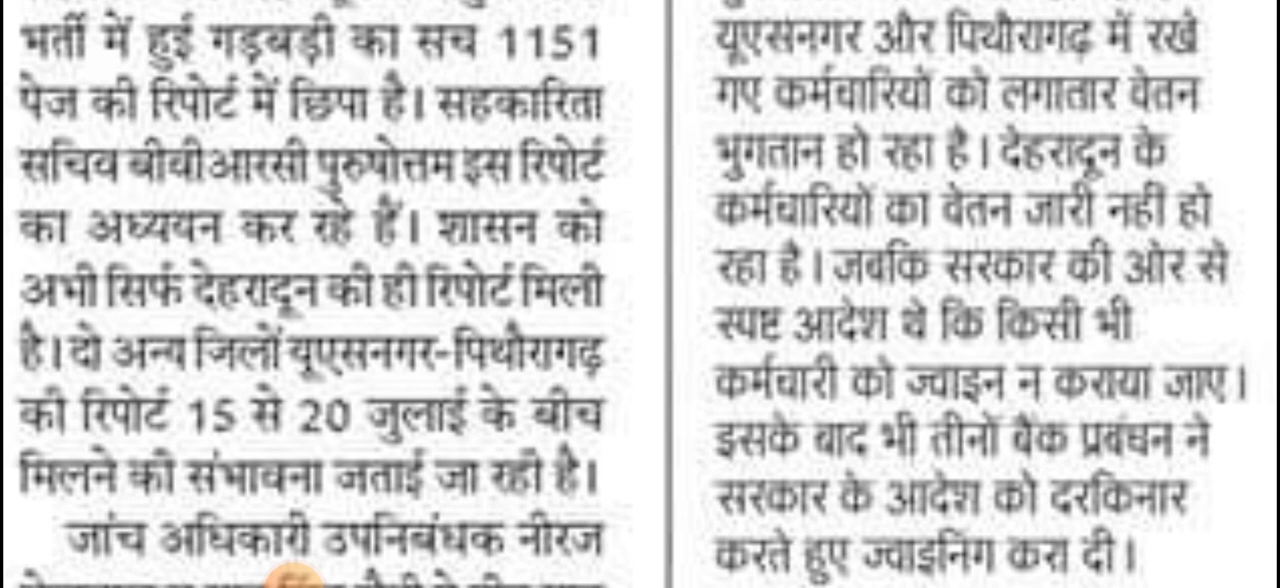 भर्ती में हुई गड़बड़ी का सच 1151
पेज की रिपोर्ट में छिपा है। सहकारिता
सचिव बीवीआरसी पुरुषोत्तम इस रिपोर्ट
का अध्ययन कर रहे हैं। शासन को
अभी सिर्फ देहरादून की ही रिपोर्ट मिली
है। दो अन्य जिलों यूएसनगर-पिथौरागढ़
की रिपोर्ट 15 से 20 जुलाई के बीच
मिलने की संभावना जताई जा रही है।
जांच अधिकारी उपनिबंधक नीरज
यूएसनगर और पिथौरागढ़ में रखे
गए कर्मचारियों को लगातार वेतन
भुगतान हो रहा है। देहरादून के
कर्मचारियों का वेतन जारी नहीं हो
रहा है। जबकि सरकार की ओर से
स्पष्ट आदेश थे कि किसी भी
कर्मचारी को ज्वाइन न कराया जाए।
इसके बाद भी तीनों बैंक प्रबंधन ने
सरकार के आदेश को दरकिनार
करते हुए ज्वाइनिंग करा दी।